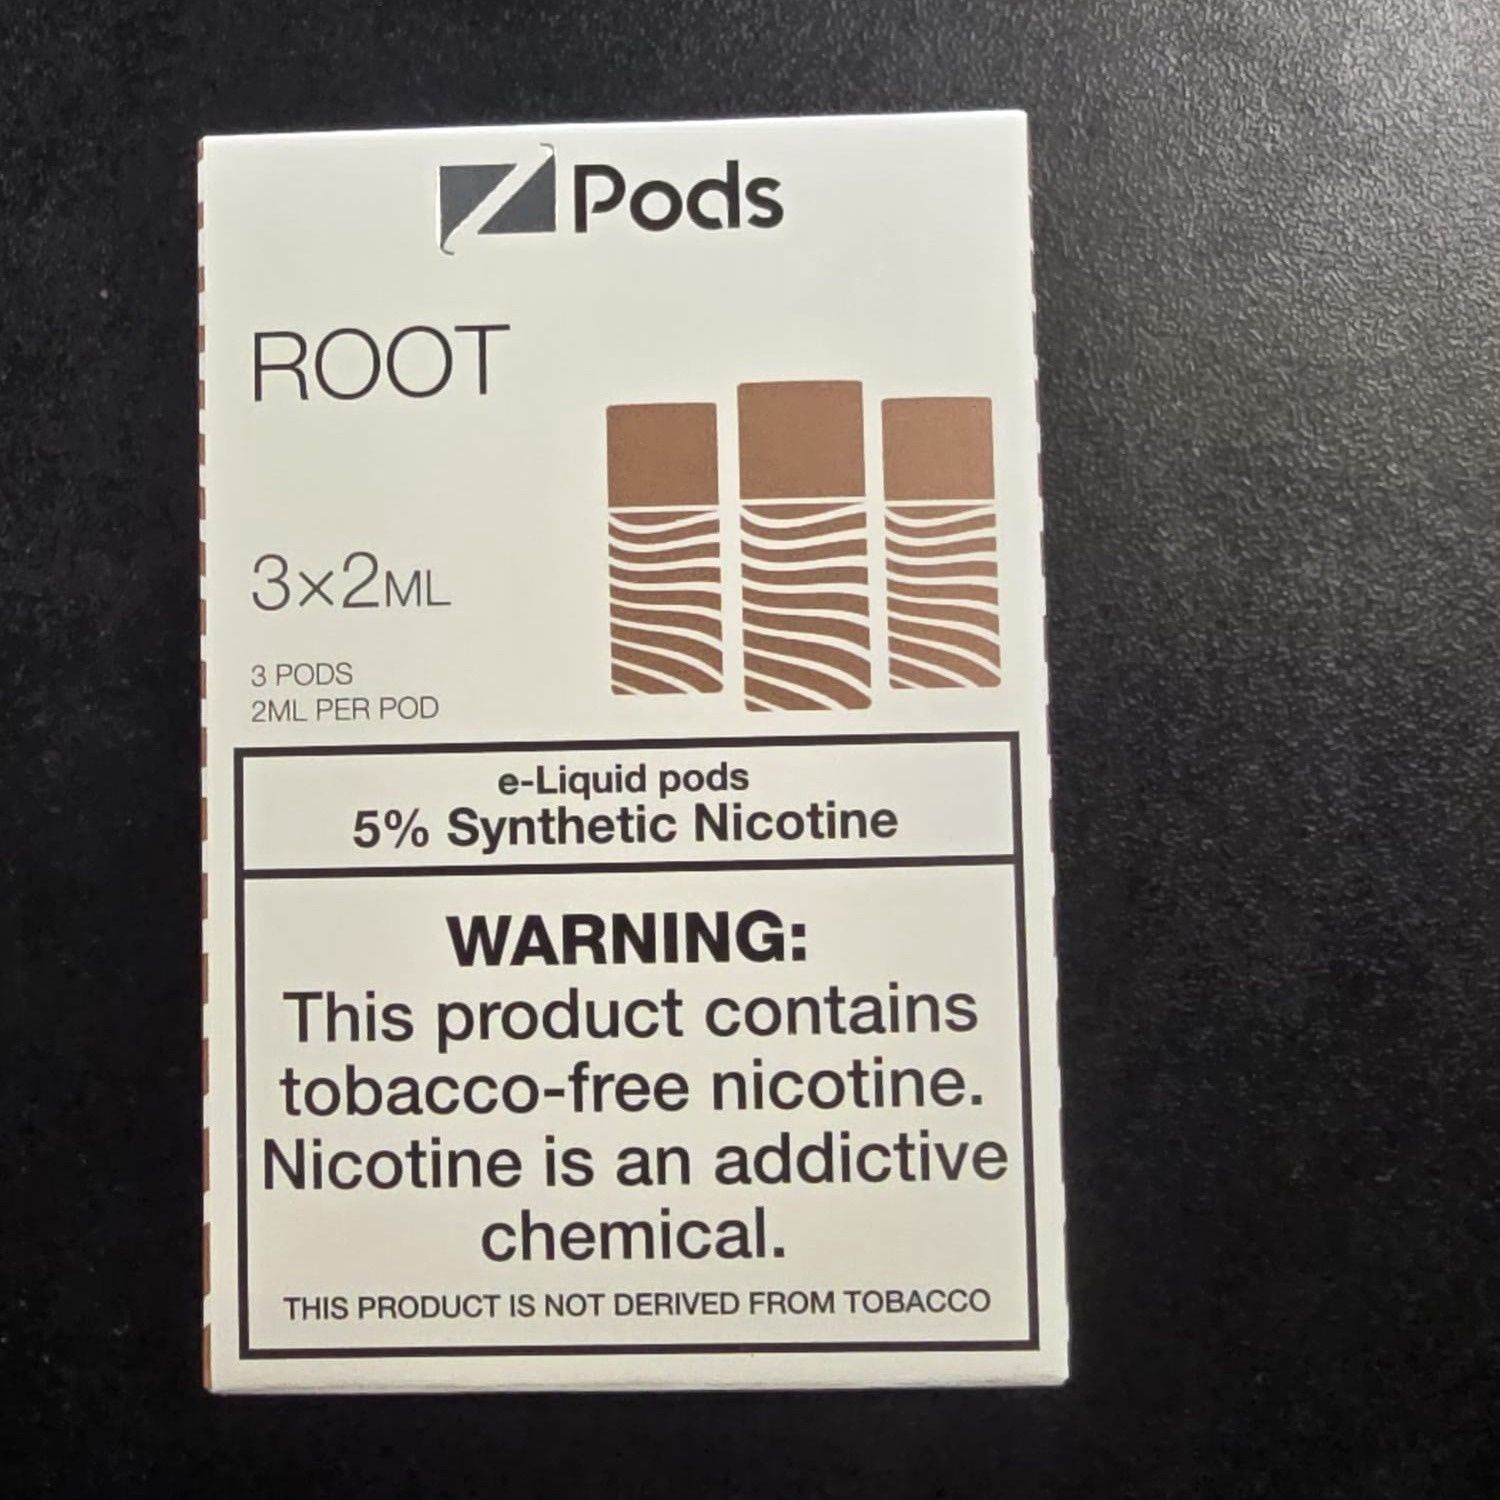 Z Pods
ROOT
3×2ML
3 PODS
2ML PER POD
e-Liquid pods
5% Synthetic Nicotine
WARNING:
This product contains
tobacco-free nicotine.
Nicotine is an addictive
chemical.
THIS PRODUCT IS NOT DERIVED FROM TOBACCO